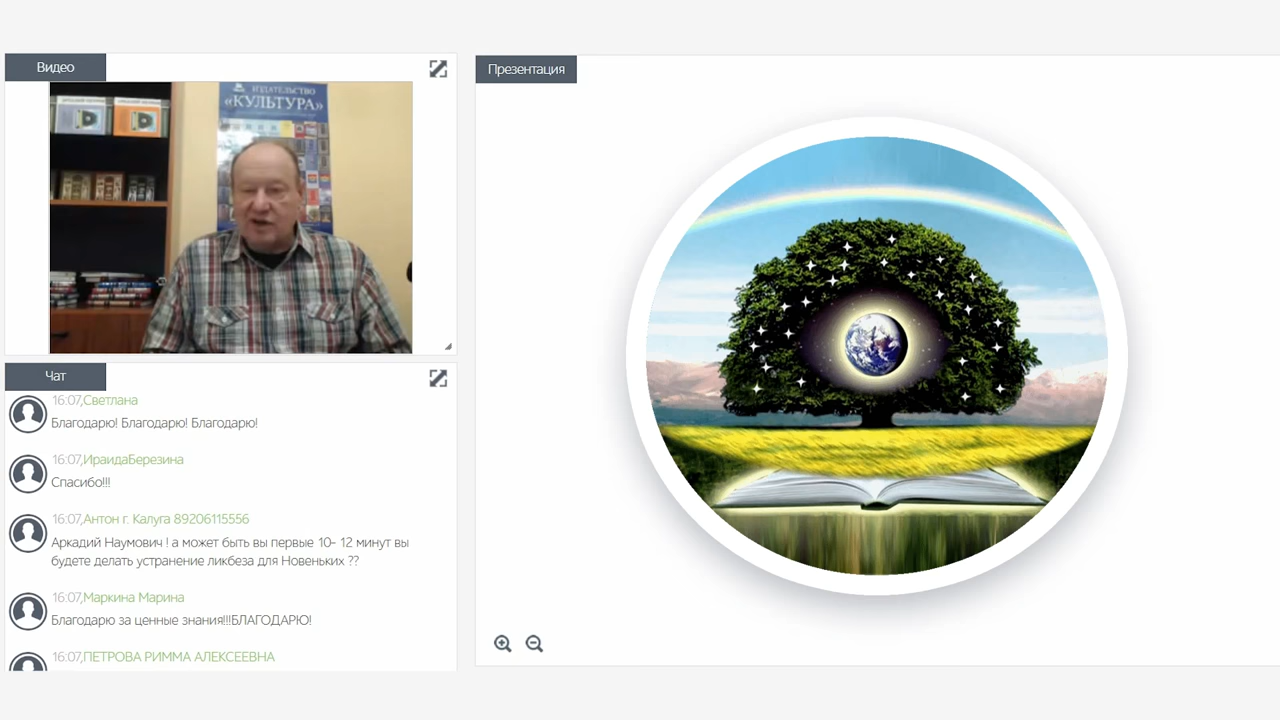 Видео
ИЗДАТЕЛЬСТВО
«КУЛЬТУРА»
Презентация
Чат
16:07,Светлана
Благодарю! Благодарю! Благодарю!
16:07,ИраидаБерезина
Спасибо!!!
16:07,Антон г. Калуга 89206115556
Аркадий Наумович ! а может быть вы первые 10- 12 минут вы
будете делать устранение ликбеза для Новеньких ??
16:07,Маркина Марина
Благодарю за ценные знания!!!БЛАГОДАРЮ!
16:07,ПЕТРОВА РИММА АЛЕКСЕЕВНА